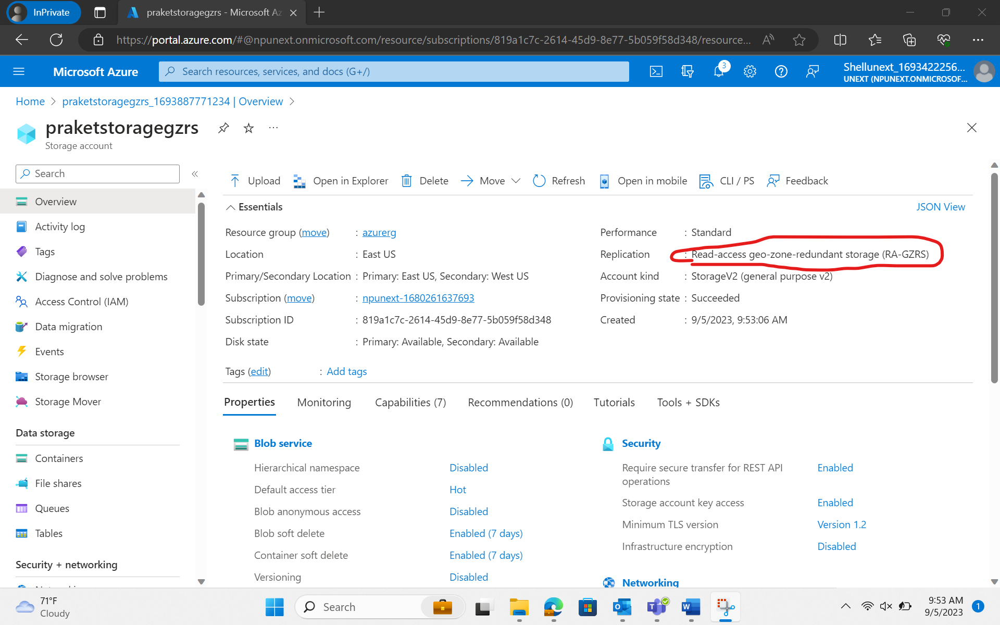 InPrivate
praketstoragegzrs - Microsoft Az
https://portal.azure.com/#@npunext.onmicrosoft.com/resource/subscriptions/819a1c7c-2614-45d9-8e77-5b059f58d348/resource...
Microsoft Azure
Search resources, services, and docs (G+/)
3
Shellunext_1693422256...
UNEXT (NPUNEXT.ONMICROSOF...
Home > praketstoragegzrs_1693887771234 | Overview >
praketstoragegzrs
Storage account
Search
Upload Open in Explorer Delete Move Refresh Open in mobile CLI / PS Feedback
Overview
Activity log
Tags
Diagnose and solve problems
Access Control (IAM)
Data migration
Events
Storage browser
Storage Mover
Data storage
Containers
File shares
Queues
Tables
Security + networking
Essentials
JSON View
Resource group (move) : azurerg
Location : East US
Primary/Secondary Location : Primary: East US, Secondary: West US
Subscription (move) : npunext-1680261637693
Subscription ID : 819a1c7c-2614-45d9-8e77-5b059f58d348
Disk state : Primary: Available, Secondary: Available
Performance : Standard
Replication : Read-access geo-zone-redundant storage (RA-GZRS)
Account kind : StorageV2 (general purpose v2)
Provisioning state : Succeeded
Created : 9/5/2023, 9:53:06 AM
Tags (edit) : Add tags
Properties Monitoring Capabilities (7) Recommendations (0) Tutorials Tools + SDKs
Blob service
Hierarchical namespace Disabled
Default access tier Hot
Blob anonymous access Disabled
Blob soft delete Enabled (7 days)
Container soft delete Enabled (7 days)
Versioning Disabled
Security
Require secure transfer for REST API operations Enabled
Storage account key access Enabled
Minimum TLS version Version 1.2
Infrastructure encryption Disabled
Networking
71°F
Cloudy
Search
9:53 AM
9/5/2023
1